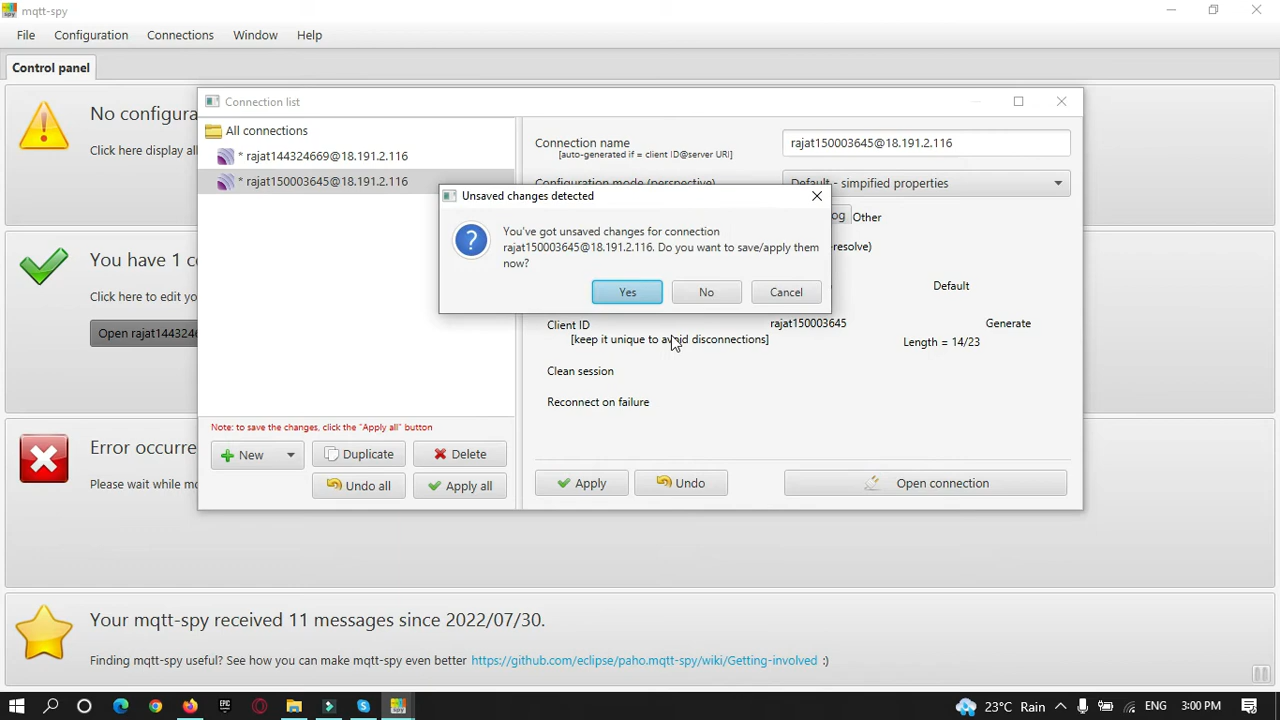 mqtt-spy
File Configuration Connections Window Help
Control panel
No configura
Click here display all
You have 1 c
Click here to edit yo
Open rajat1443246
Error occurre
Please wait while mo
Connection list
All connections
* rajat144324669@18.191.2.116
* rajat150003645@18.191.2.116
Note: to save the changes, click the "Apply all" button
New Duplicate Delete
Undo all Apply all
Connection name
[auto-generated if = client ID@server URI]
rajat150003645@18.191.2.116
Configuration mode (perspective)
Default - simpified properties
og Other
resolve)
Default
Client ID
[keep it unique to avoid disconnections]
rajat150003645
Generate
Length = 14/23
Clean session
Reconnect on failure
Apply Undo Open connection
Unsaved changes detected
You've got unsaved changes for connection
rajat150003645@18.191.2.116. Do you want to save/apply them
now?
Yes No Cancel
Your mqtt-spy received 11 messages since 2022/07/30.
Finding mqtt-spy useful? See how you can make mqtt-spy even better https://github.com/eclipse/paho.mqtt-spy/wiki/Getting-involved :)
EPIC
23°C Rain ENG 3:00 PM